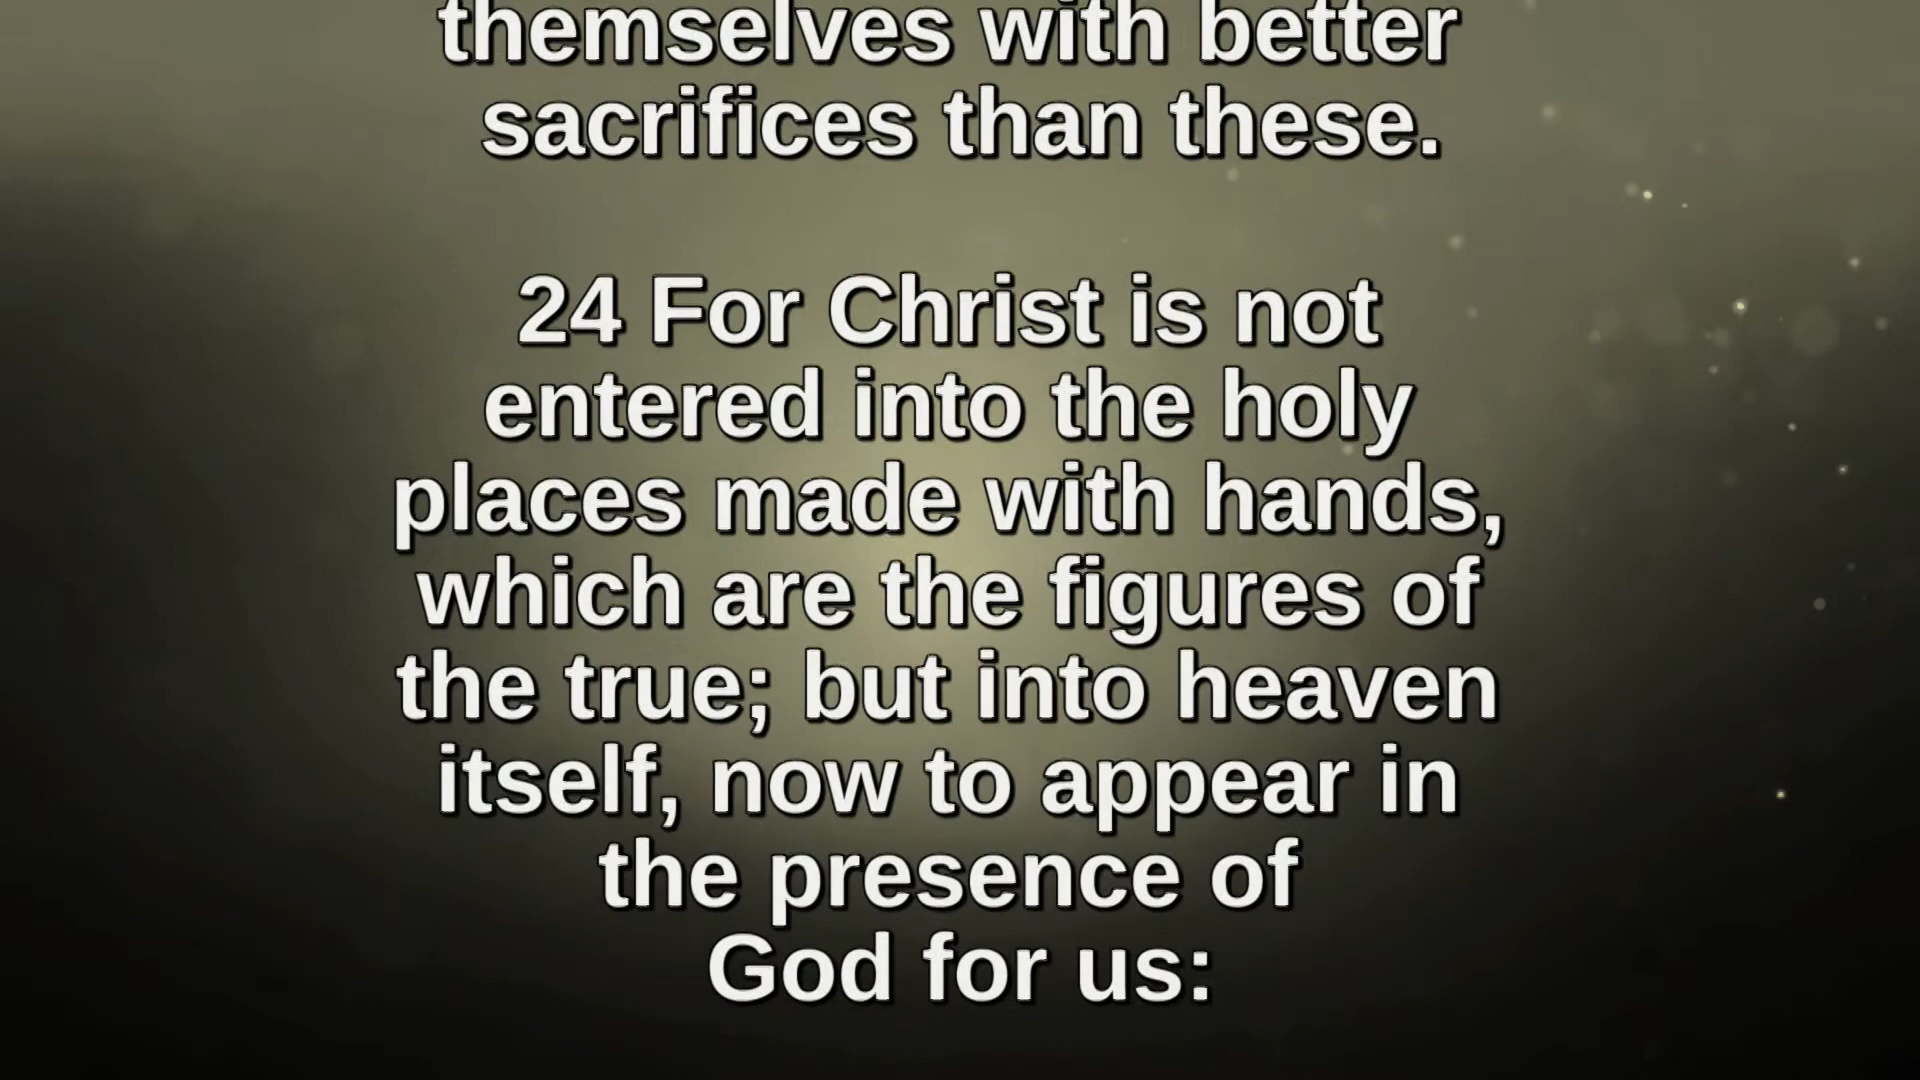 themselves with better
sacrifices than these.
24 For Christ is not
entered into the holy
places made with hands,
which are the figures of
the true; but into heaven
itself, now to appear in
the presence of
God for us: